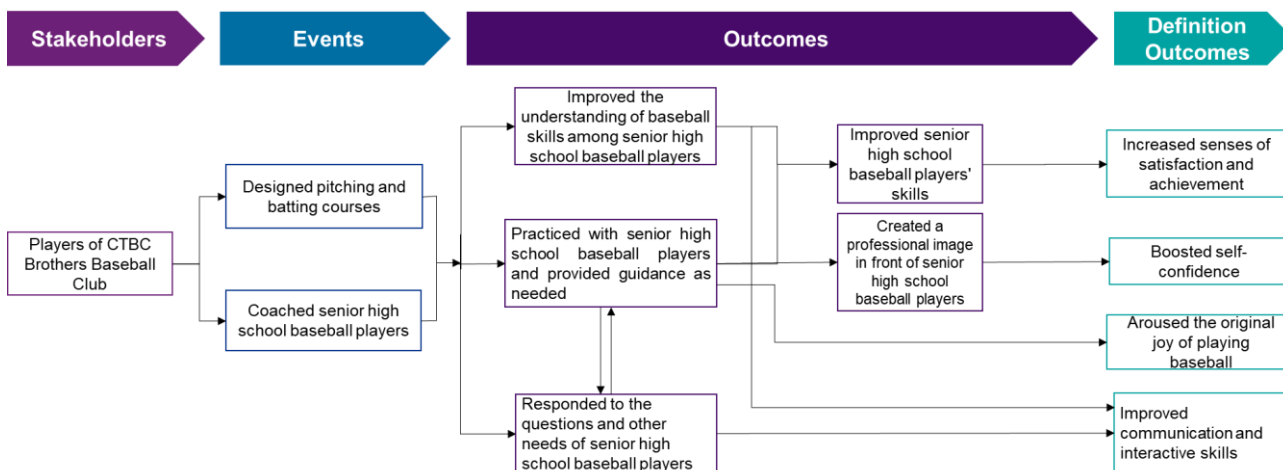 Stakeholders
Events
Outcomes
Definition
Outcomes
Players of CTBC
Brothers Baseball
Club
Designed pitching and
batting courses
Coached senior high
school baseball players
Improved the
understanding of baseball
skills among senior high
school baseball players
Practiced with senior high
school baseball players
and provided guidance as
needed
Responded to the
questions and other
needs of senior high
school baseball players
Improved senior
high school
baseball players'
skills
Created a
professional image
in front of senior
high school
baseball players
Increased senses of
satisfaction and
achievement
Boosted self-
confidence
Aroused the original
joy of playing
baseball
Improved
communication and
interactive skills